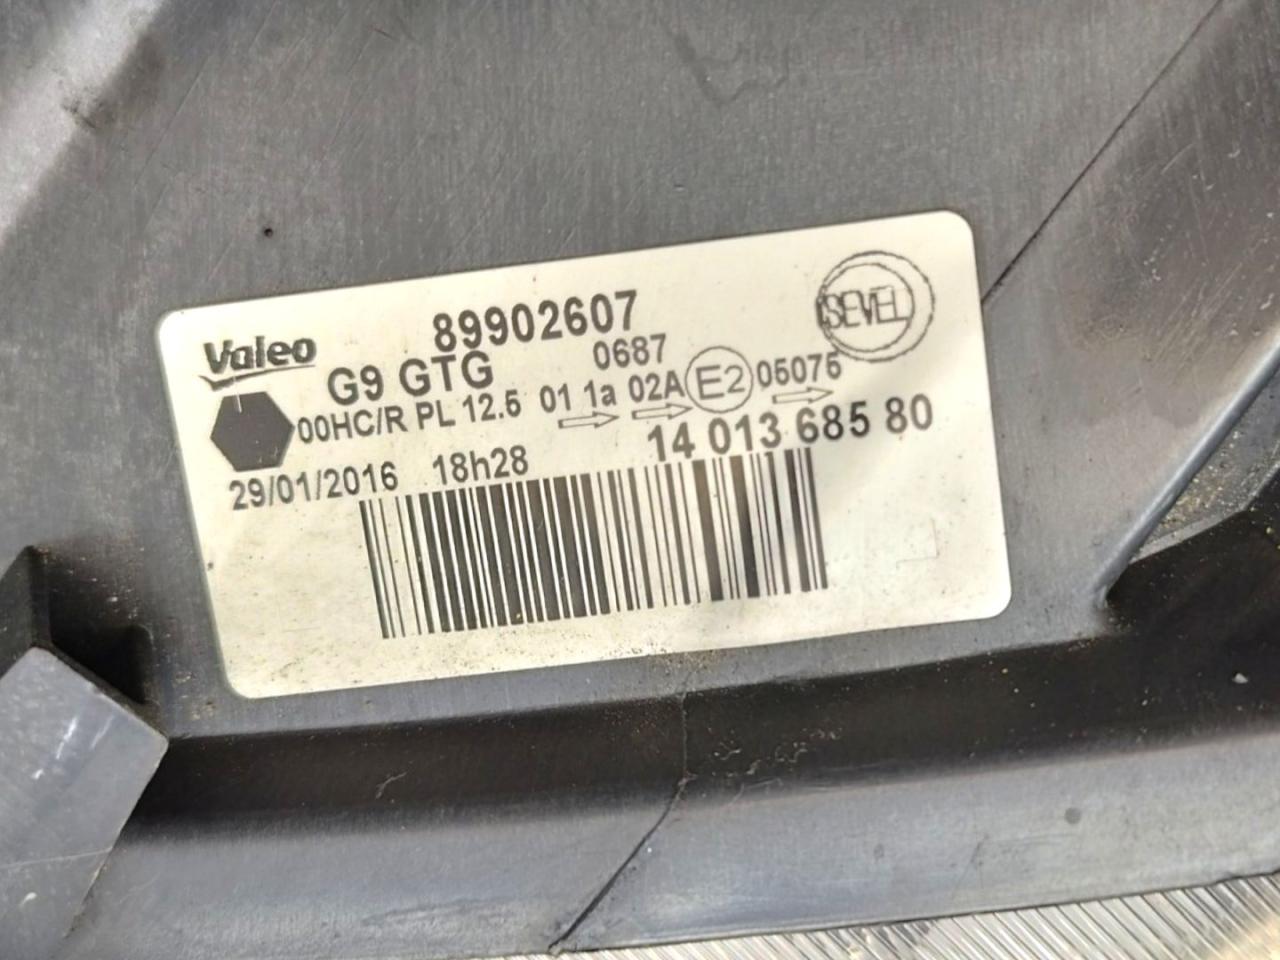 Valeo
89902607
SEVEL
G9 GTG
0687
00HC/R PL 12.5 01 1a 02A E2 05075
14 013 685 80
29/01/2016 18h28